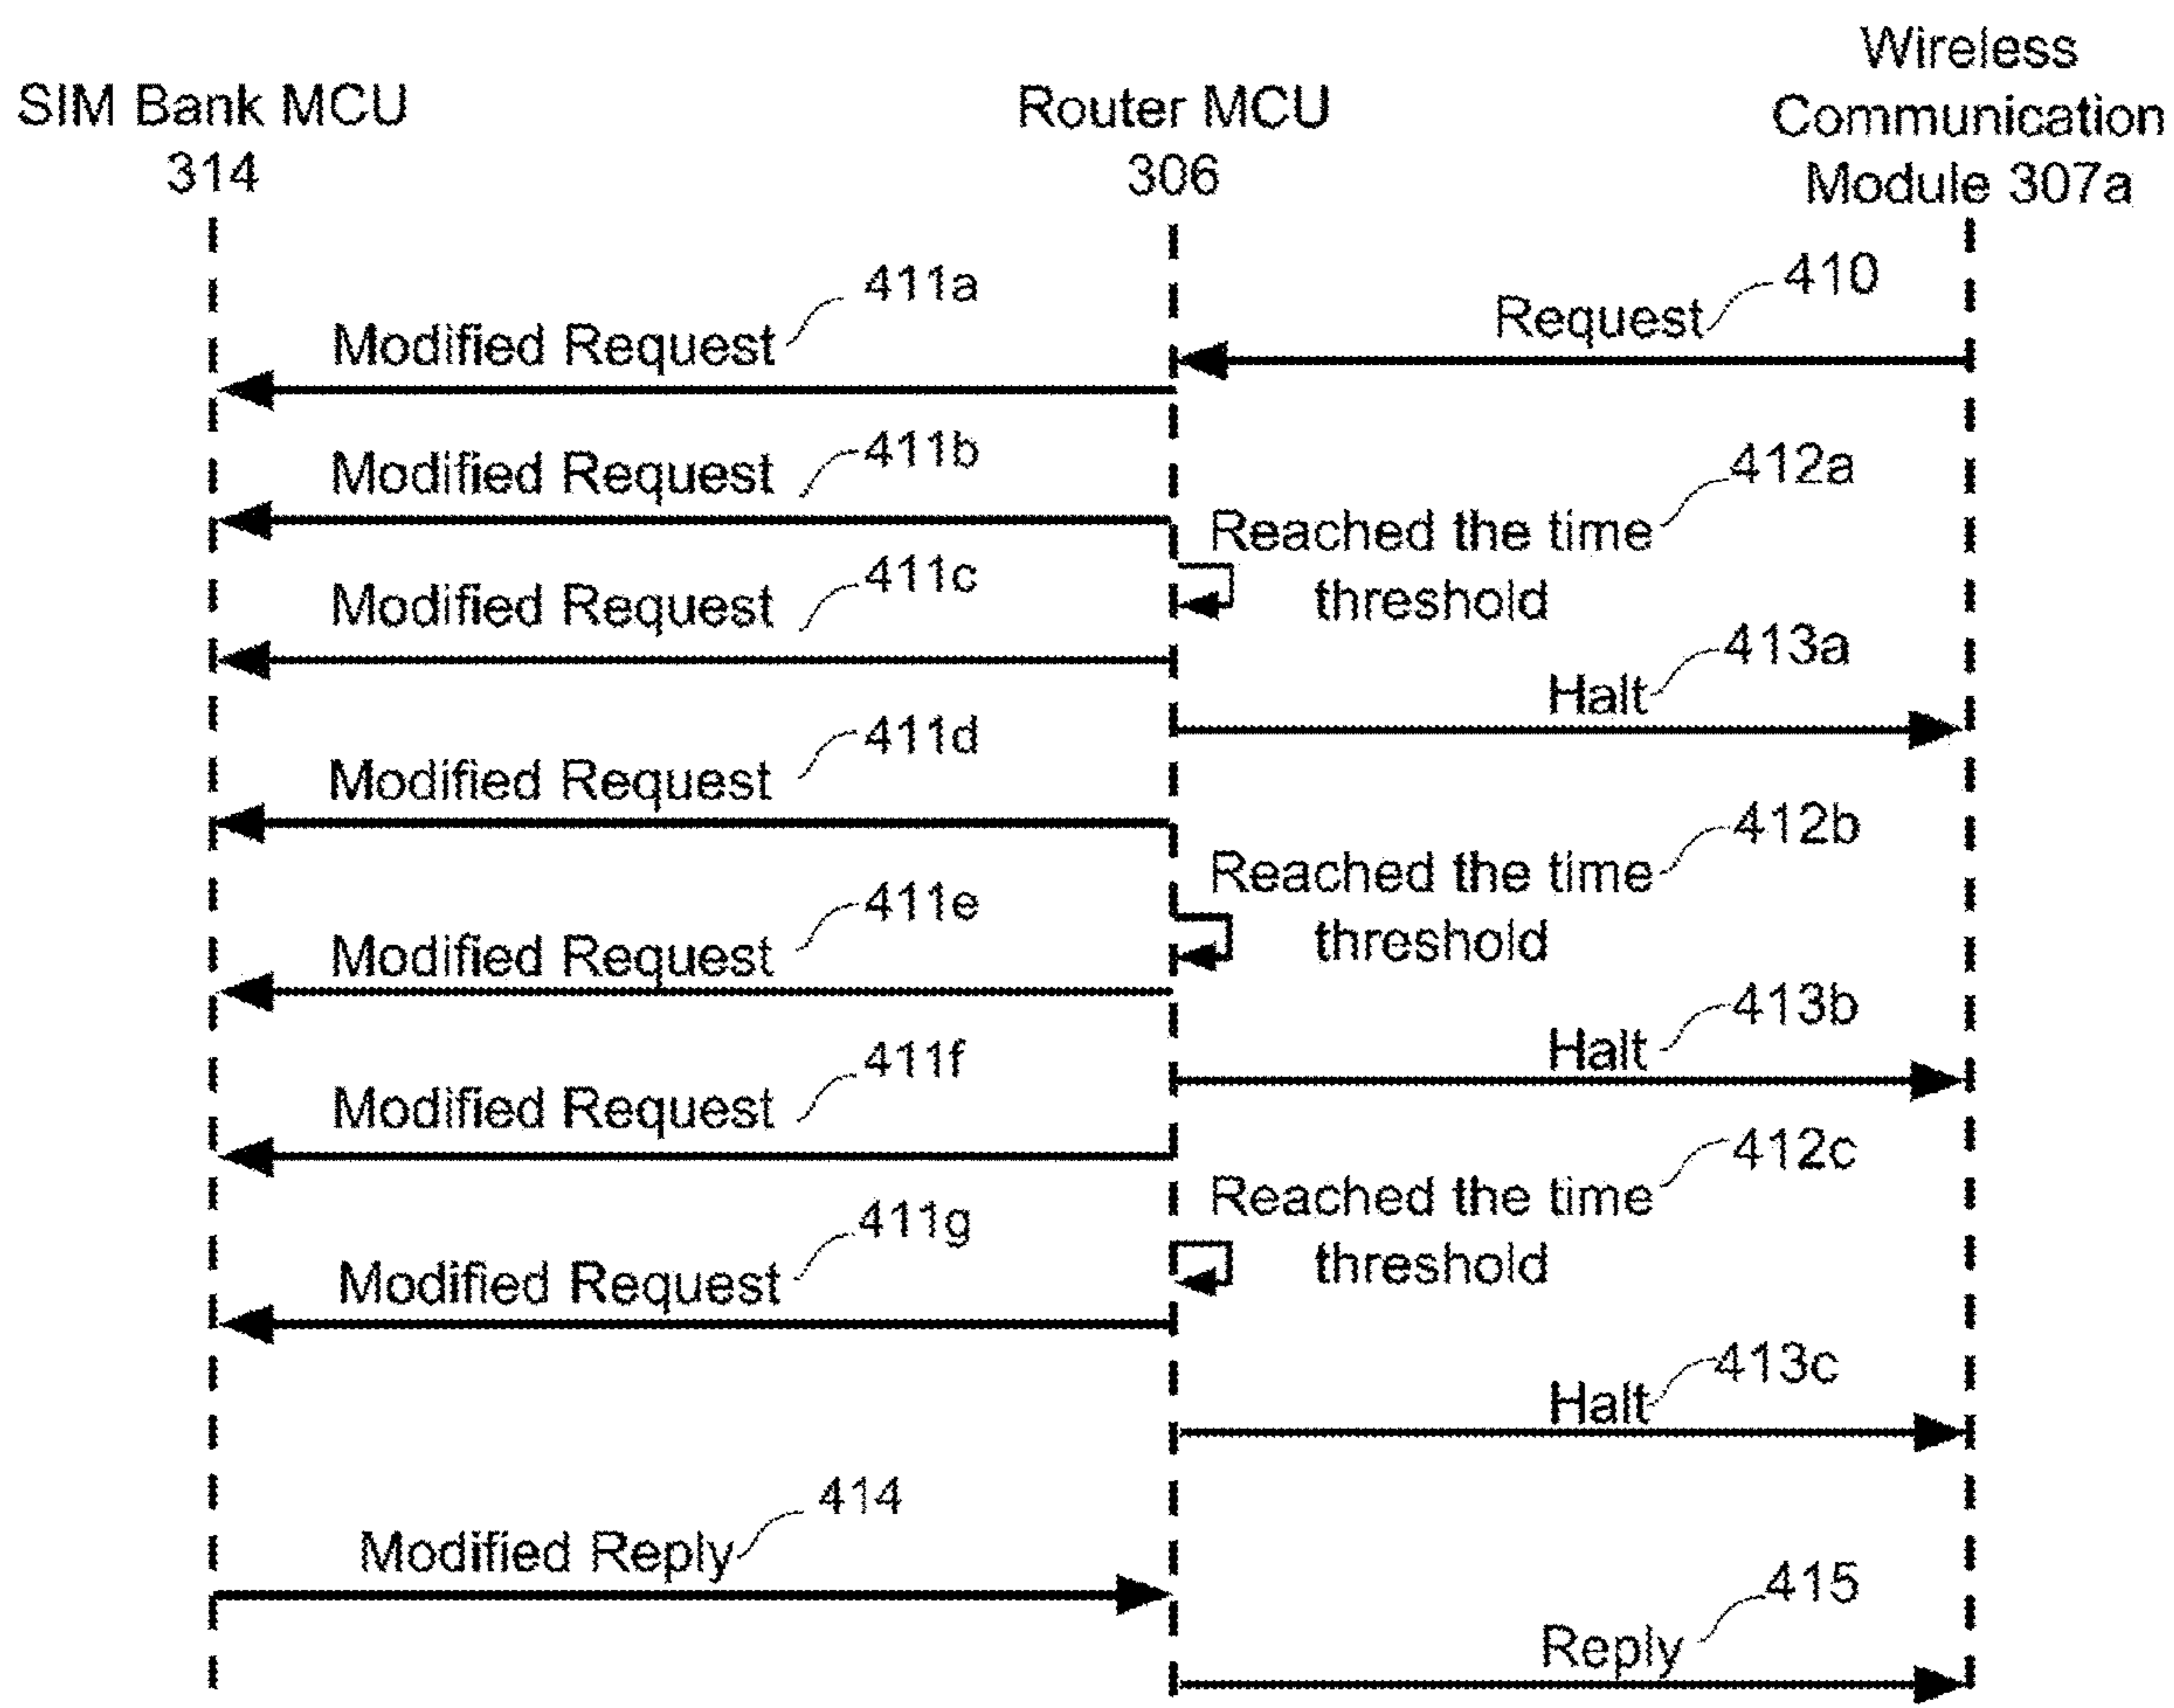 SIM Bank MCU
314
Router MCU
306
Wireless
Communication
Module 307a
410
Request
411a
Modified Request
411b
Modified Request
412a
Reached the time
threshold
411c
Modified Request
413a
Halt
411d
Modified Request
412b
Reached the time
threshold
411e
Modified Request
413b
Halt
411f
Modified Request
412c
Reached the time
threshold
411g
Modified Request
413c
Halt
414
Modified Reply
415
Reply